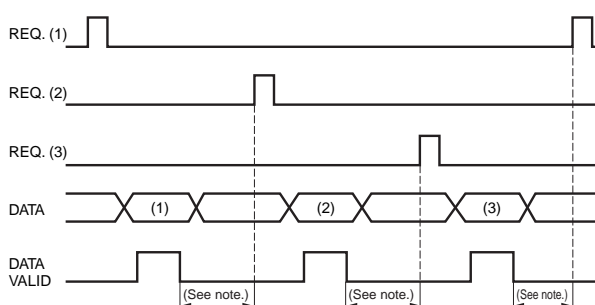 REQ. (1)
REQ. (2)
REQ. (3)
DATA
(1)
(2)
(3)
DATA
VALID
(See note.)
(See note.)
(See note.)